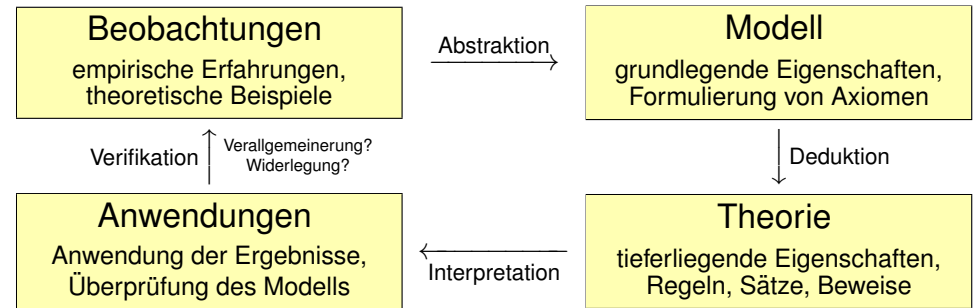 Beobachtungen
empirische Erfahrungen,
theoretische Beispiele
Abstraktion
Modell
grundlegende Eigenschaften,
Formulierung von Axiomen
Verifikation
Verallgemeinerung?
Widerlegung?
Deduktion
Anwendungen
Anwendung der Ergebnisse,
Überprüfung des Modells
Interpretation
Theorie
tieferliegende Eigenschaften,
Regeln, Sätze, Beweise